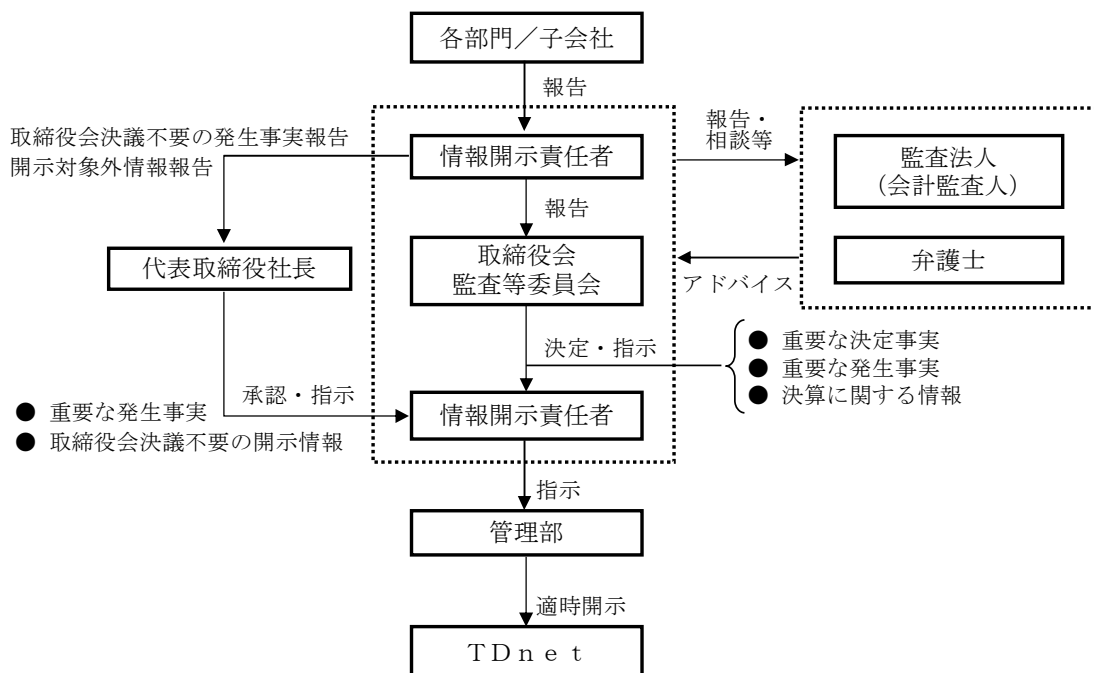 各部門／子会社
報告
取締役会決議不要の発生事実報告
開示対象外情報報告
情報開示責任者
報告・
相談等
監査法人
（会計監査人）
報告
代表取締役社長
取締役会
監査等委員会
弁護士
アドバイス
決定・指示
● 重要な決定事実
● 重要な発生事実
● 決算に関する情報
承認・指示
● 重要な発生事実
● 取締役会決議不要の開示情報
情報開示責任者
指示
管理部
適時開示
ＴＤｎｅｔ